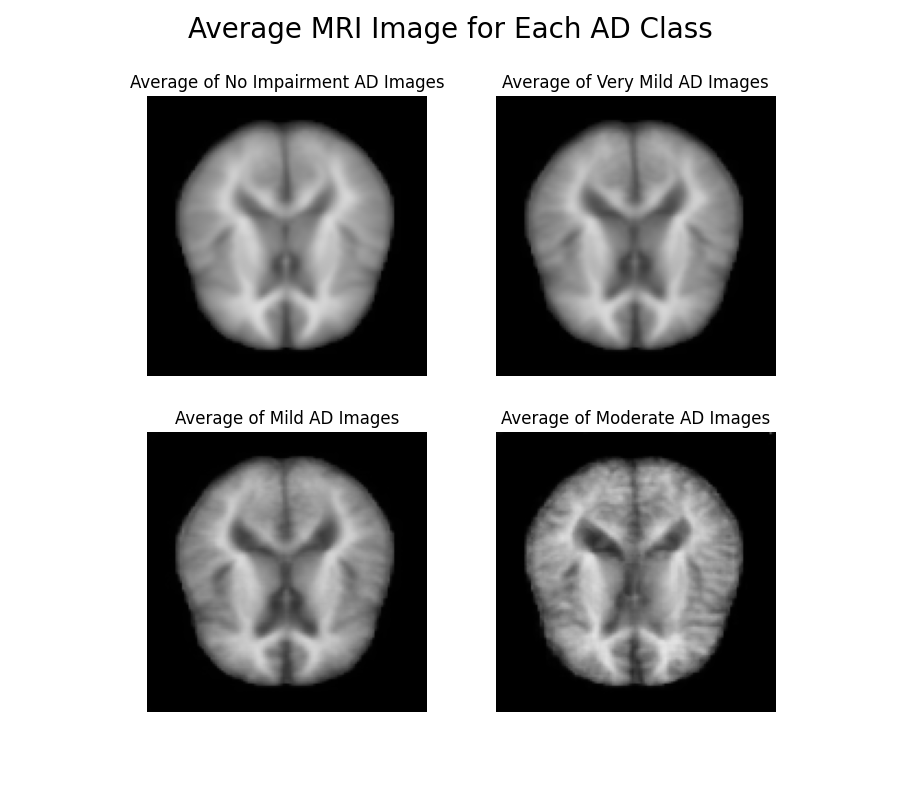 Average MRI Image for Each AD Class
Average of No Impairment AD Images
Average of Very Mild AD Images
Average of Mild AD Images
Average of Moderate AD Images